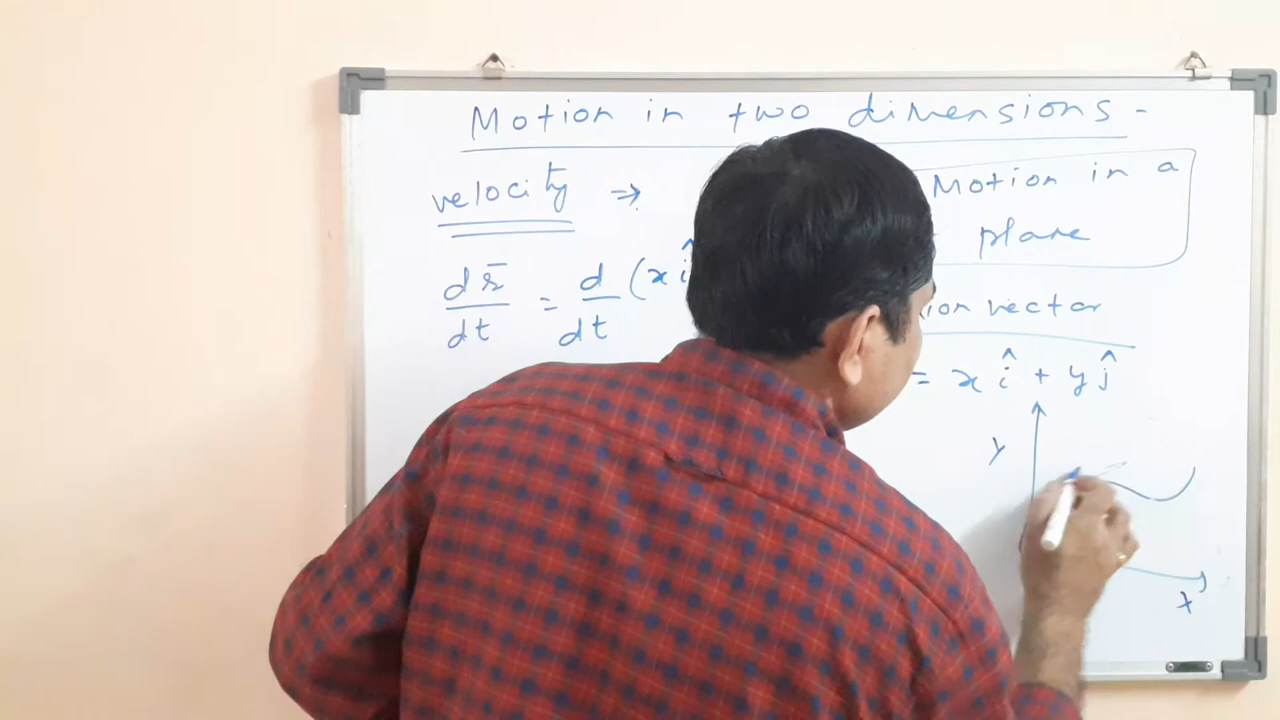 Motion in two dimensions -
velocity ⇒
Motion in a
plane
dr̄/dt = d/dt (x î
ion vector
= x î + y ĵ
Y
X